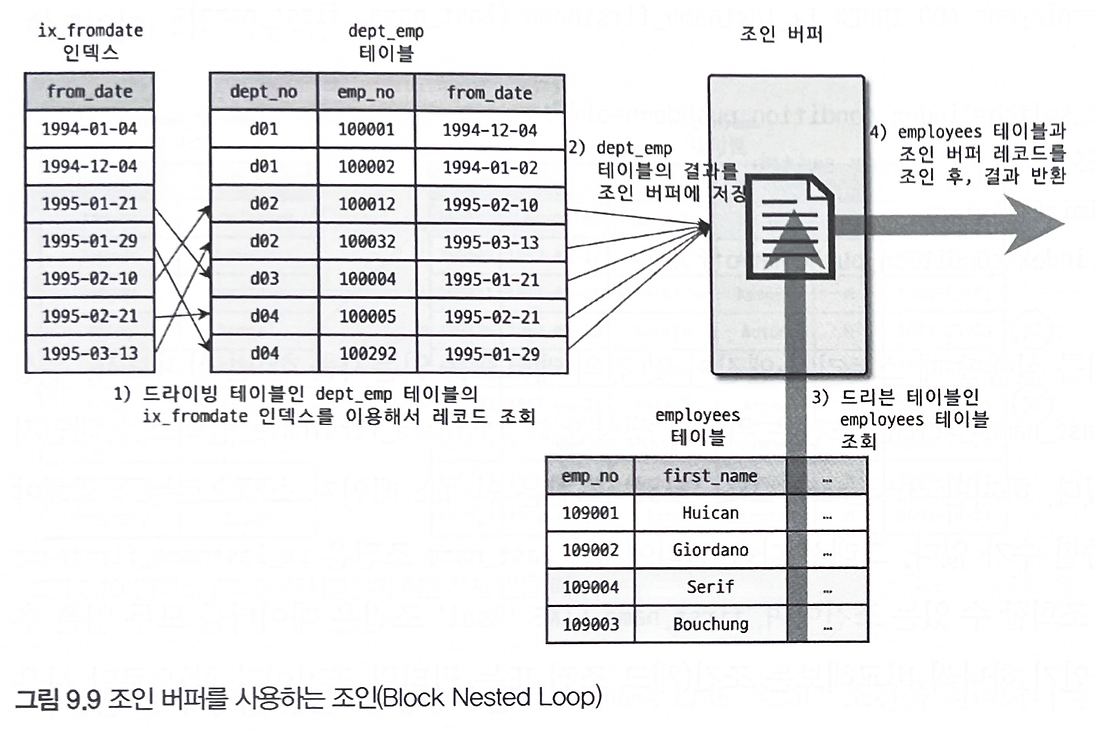 ix_fromdate
인덱스
dept_emp
테이블
조인 버퍼
from_date
1994-01-04
1994-12-04
1995-01-21
1995-01-29
1995-02-10
1995-02-21
1995-03-13
dept_no emp_no from_date
d01 100001 1994-12-04
d01 100002 1994-01-02
d02 100012 1995-02-10
d02 100032 1995-03-13
d03 100004 1995-01-21
d04 100005 1995-02-21
d04 100292 1995-01-29
1) 드라이빙 테이블인 dept_emp 테이블의
ix_fromdate 인덱스를 이용해서 레코드 조회
2) dept_emp
테이블의 결과를
조인 버퍼에 저장
4) employees 테이블과
조인 버퍼 레코드를
조인 후, 결과 반환
3) 드리븐 테이블인
employees 테이블
조회
employees
테이블
emp_no first_name …
109001 Huican …
109002 Giordano …
109004 Serif …
109003 Bouchung …
그림 9.9 조인 버퍼를 사용하는 조인(Block Nested Loop)